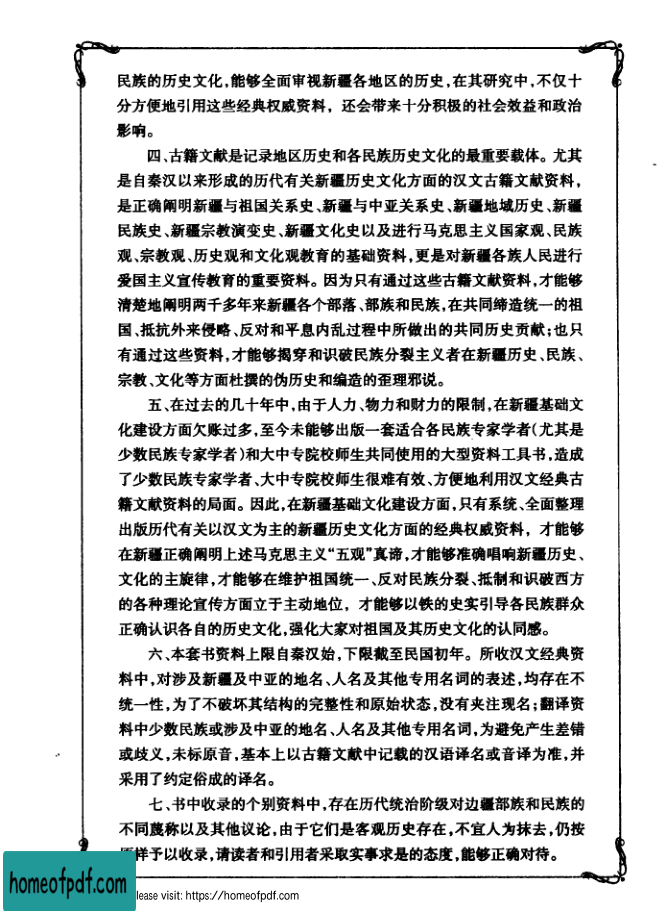 民族的历史文化,能够全面审视新疆各地区的历史,在其研究中,不仅十
分方便地引用这些经典权威资料，还会带来十分积极的社会效益和政治
影响。
四、古籍文献是记录地区历史和各民族历史文化的最重要载体。尤其
是自秦汉以来形成的历代有关新疆历史文化方面的汉文古籍文献资料,
是正确阐明新疆与祖国关系史、新疆与中亚关系史、新疆地域历史、新疆
民族史、新疆宗教演变史、新疆文化史以及进行马克思主义国家观、民族
观、宗教观、历史观和文化观教育的基础资料,更是对新疆各族人民进行
爱国主义宣传教育的重要资料。因为只有通过这些古籍文献资料,才能够
清楚地阐明两千多年来新疆各个部落、部族和民族,在共同缔造统一的祖
国、抵抗外来侵略、反对和平息内乱过程中所做出的共同历史贡献;也只
有通过这些资料,才能够揭穿和识破民族分裂主义者在新疆历史、民族、
宗教、文化等方面杜撰的伪历史和编造的歪理邪说。
五、在过去的几十年中,由于人力、物力和财力的限制,在新疆基础文
化建设方面欠账过多,至今未能够出版一套适合各民族专家学者(尤其是
少数民族专家学者)和大中专院校师生共同使用的大型资料工具书,造成
了少数民族专家学者、大中专院校师生很难有效、方便地利用汉文经典古
籍文献资料的局面。因此,在新疆基础文化建设方面,只有系统、全面整理
出版历代有关以汉文为主的新疆历史文化方面的经典权威资料，才能够
在新疆正确阐明上述马克思主义“五观”真谛,才能够准确唱响新疆历史、
文化的主旋律,才能够在维护祖国统一、反对民族分裂、抵制和识破西方
的各种理论宣传方面立于主动地位，才能够以铁的史实引导各民族群众
正确认识各自的历史文化,强化大家对祖国及其历史文化的认同感。
六、本套书资料上限自秦汉始,下限截至民国初年。所收汉文经典资
料中,对涉及新疆及中亚的地名、人名及其他专用名词的表述,均存在不
统一性,为了不破坏其结构的完整性和原始状态,没有夹注现名;翻译资
料中少数民族或涉及中亚的地名、人名及其他专用名词,为避免产生差错
或歧义,未标原音,基本上以古籍文献中记载的汉语译名或音译为准,并
采用了约定俗成的译名。
七、书中收录的个别资料中,存在历代统治阶级对边疆部族和民族的
不同蔑称以及其他议论,由于它们是客观历史存在,不宜人为抹去,仍按
样予以收录,请读者和引用者采取实事求是的态度,能够正确对待。
homeofpdf.com
lease visit: https://homeofpdf.com